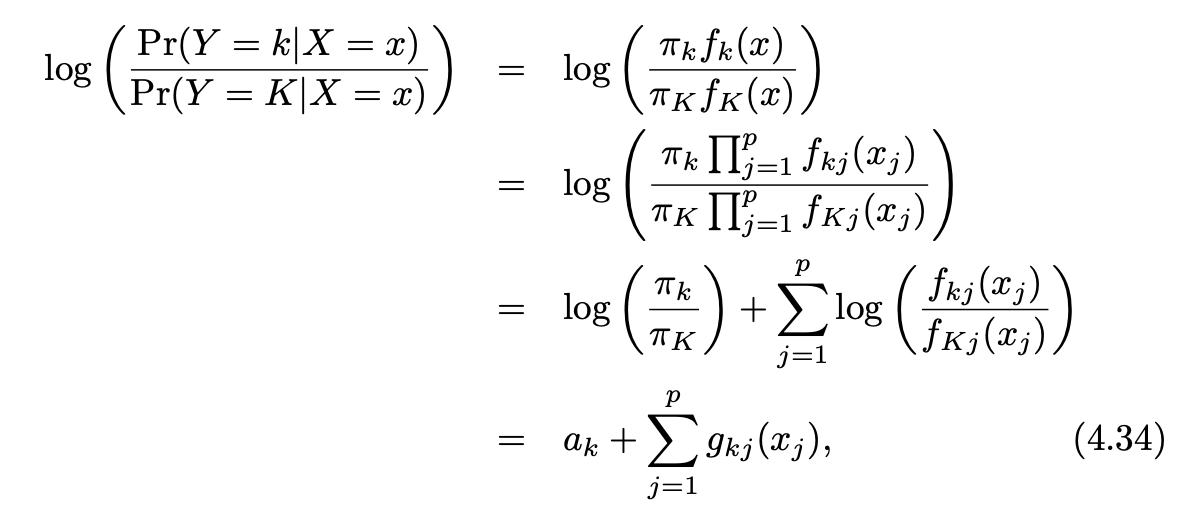 log ( Pr(Y = k|X = x) / Pr(Y = K|X = x) ) = log ( π_k f_k(x) / π_K f_K(x) )
= log ( π_k ∏_{j=1}^{p} f_{kj}(x_j) / π_K ∏_{j=1}^{p} f_{Kj}(x_j) )
= log ( π_k / π_K ) + ∑_{j=1}^{p} log ( f_{kj}(x_j) / f_{Kj}(x_j) )
= a_k + ∑_{j=1}^{p} g_{kj}(x_j), (4.34)